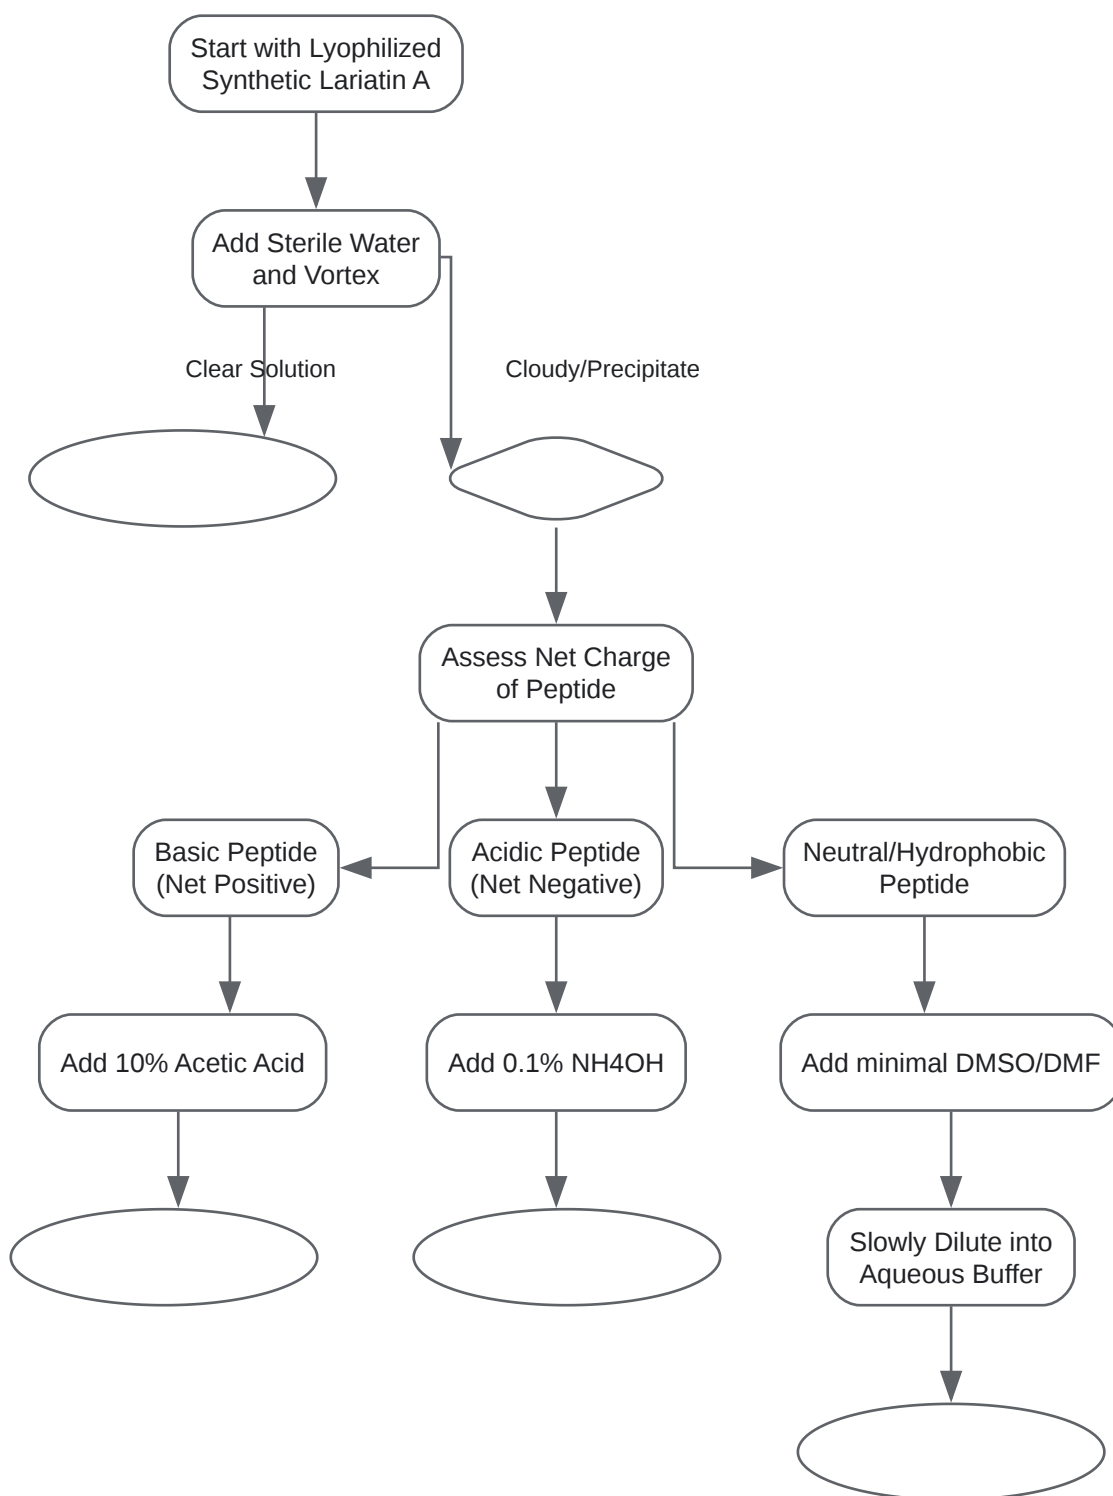 Start with Lyophilized
Synthetic Lariatin A
Add Sterile Water
and Vortex
Clear Solution
Cloudy/Precipitate
Assess Net Charge
of Peptide
Basic Peptide
(Net Positive)
Acidic Peptide
(Net Negative)
Neutral/Hydrophobic
Peptide
Add 10% Acetic Acid
Add 0.1% NH4OH
Add minimal DMSO/DMF
Slowly Dilute into
Aqueous Buffer